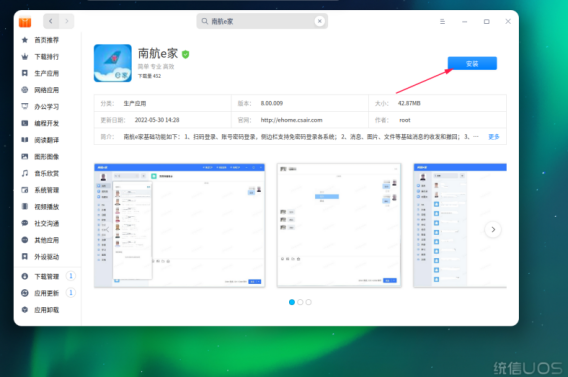 南航e家
首页推荐
下载排行
生产应用
网络应用
办公学习
编程开发
阅读翻译
图形图像
音乐欣赏
系统管理
视频播放
社交沟通
其他应用
外设驱动
下载管理 1
应用更新 1
应用卸载
e家
南航e家
简单 专业 高效
下载量 452
安装
分类： 生产应用 版本： 8.00.009 大小： 42.87MB
更新日期： 2022-05-30 14:28 官网： http://ehome.csair.com 作者： root
简介： 南航e家基础功能如下： 1、扫码登录、账号密码登录，侧边栏支持免密码登录各系统； 2、消息、图片、文件等基础消息的收发和撤回； 3、… 更多
统信UOS